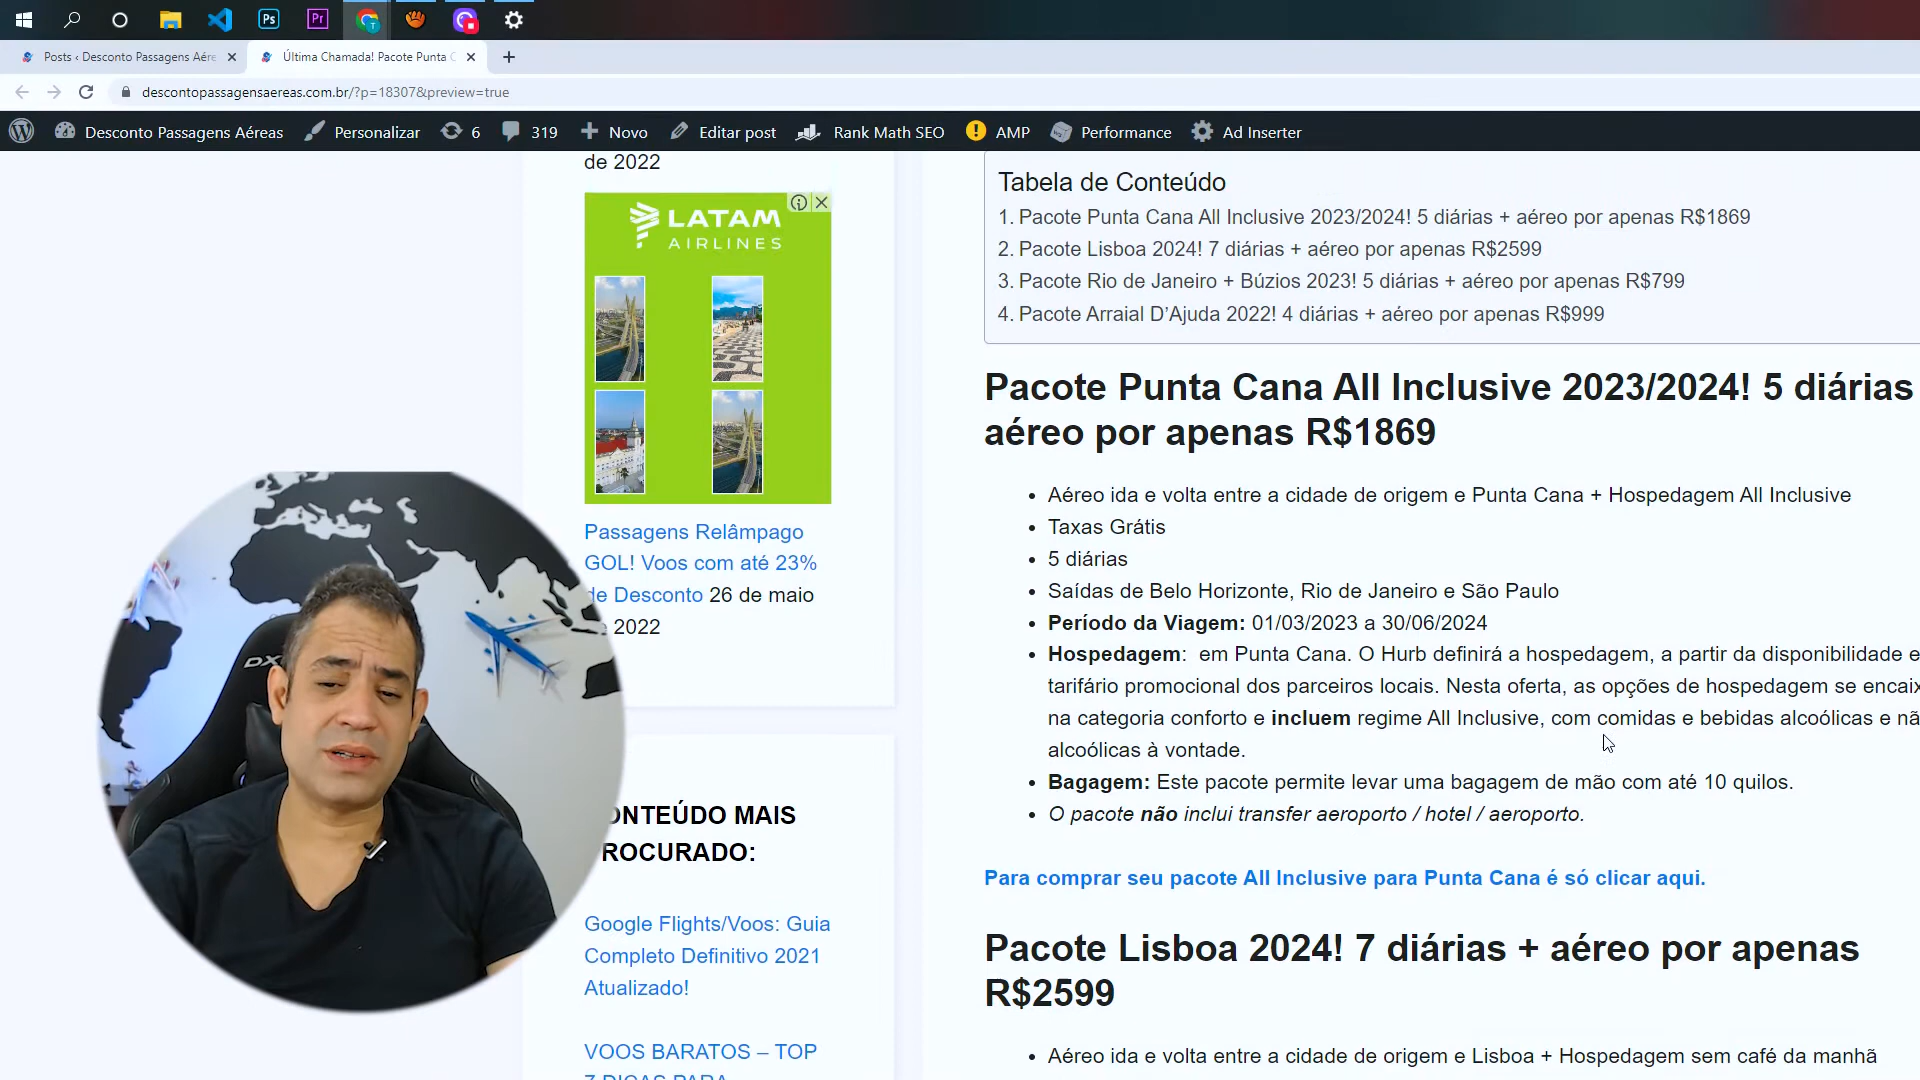 Ps
Pr
Posts ‹ Desconto Passagens Aére
Última Chamada! Pacote Punta C
descontopassagensaereas.com.br/?p=18307&preview=true
Desconto Passagens Aéreas
Personalizar
6
319
Novo
Editar post
Rank Math SEO
AMP
Performance
Ad Inserter
de 2022
LATAM
AIRLINES
Passagens Relâmpago
GOL! Voos com até 23%
de Desconto 26 de maio
2022
DX
ONTEÚDO MAIS
ROCURADO:
Google Flights/Voos: Guia
Completo Definitivo 2021
Atualizado!
VOOS BARATOS – TOP
7 DICAS PARA
Tabela de Conteúdo
1. Pacote Punta Cana All Inclusive 2023/2024! 5 diárias + aéreo por apenas R$1869
2. Pacote Lisboa 2024! 7 diárias + aéreo por apenas R$2599
3. Pacote Rio de Janeiro + Búzios 2023! 5 diárias + aéreo por apenas R$799
4. Pacote Arraial D’Ajuda 2022! 4 diárias + aéreo por apenas R$999
Pacote Punta Cana All Inclusive 2023/2024! 5 diárias
aéreo por apenas R$1869
• Aéreo ida e volta entre a cidade de origem e Punta Cana + Hospedagem All Inclusive
• Taxas Grátis
• 5 diárias
• Saídas de Belo Horizonte, Rio de Janeiro e São Paulo
• Período da Viagem: 01/03/2023 a 30/06/2024
• Hospedagem: em Punta Cana. O Hurb definirá a hospedagem, a partir da disponibilidade e
tarifário promocional dos parceiros locais. Nesta oferta, as opções de hospedagem se encaix
na categoria conforto e incluem regime All Inclusive, com comidas e bebidas alcoólicas e nã
alcoólicas à vontade.
• Bagagem: Este pacote permite levar uma bagagem de mão com até 10 quilos.
• O pacote não inclui transfer aeroporto / hotel / aeroporto.
Para comprar seu pacote All Inclusive para Punta Cana é só clicar aqui.
Pacote Lisboa 2024! 7 diárias + aéreo por apenas
R$2599
• Aéreo ida e volta entre a cidade de origem e Lisboa + Hospedagem sem café da manhã